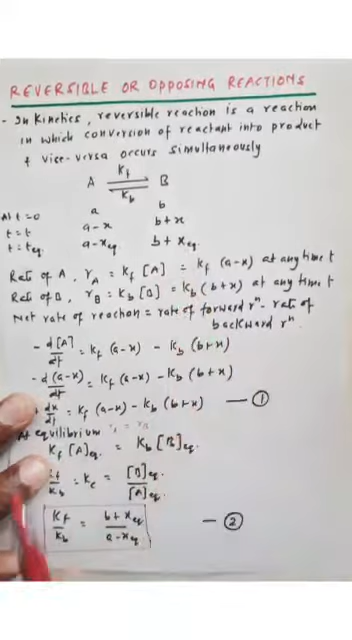 REVERSIBLE OR OPPOSING REACTIONS
- In Kinetics, reversible reaction is a reaction
in which conversion of reactant into product
& vice-versa occurs simultaneously
A ⇌ B
Kf
Kb
At t=0 a b
t=t a-x b+x
t=teq a-xeq b+xeq
Rate of A, rA = Kf [A] = Kf (a-x) at any time t
Rate of B, rB = Kb [B] = Kb (b+x) at any time t
Net rate of reaction = rate of forward rn - rate of
backward rn.
- d[A]/dt = Kf (a-x) - Kb (b+x)
- d(a-x)/dt = Kf (a-x) - Kb (b+x)
dx/dt = Kf (a-x) - Kb (b+x) — ①
At equilibrium
Kf [A]eq = Kb [B]eq.
Kb = Kc = [B]eq./[A]eq.
Kf/Kb = b+xeq/a-xeq — ②